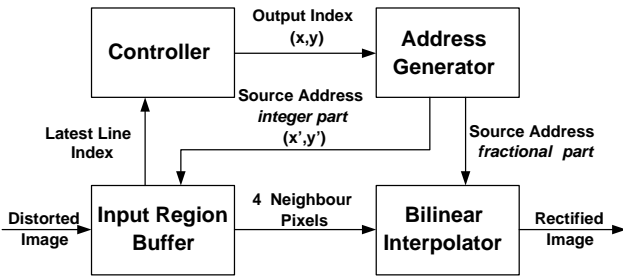 Controller
Output Index
(x,y)
Address
Generator
Source Address
integer part
(x',y')
Latest Line
Index
Source Address
fractional part
Distorted
Image
Input Region
Buffer
4 Neighbour
Pixels
Bilinear
Interpolator
Rectified
Image